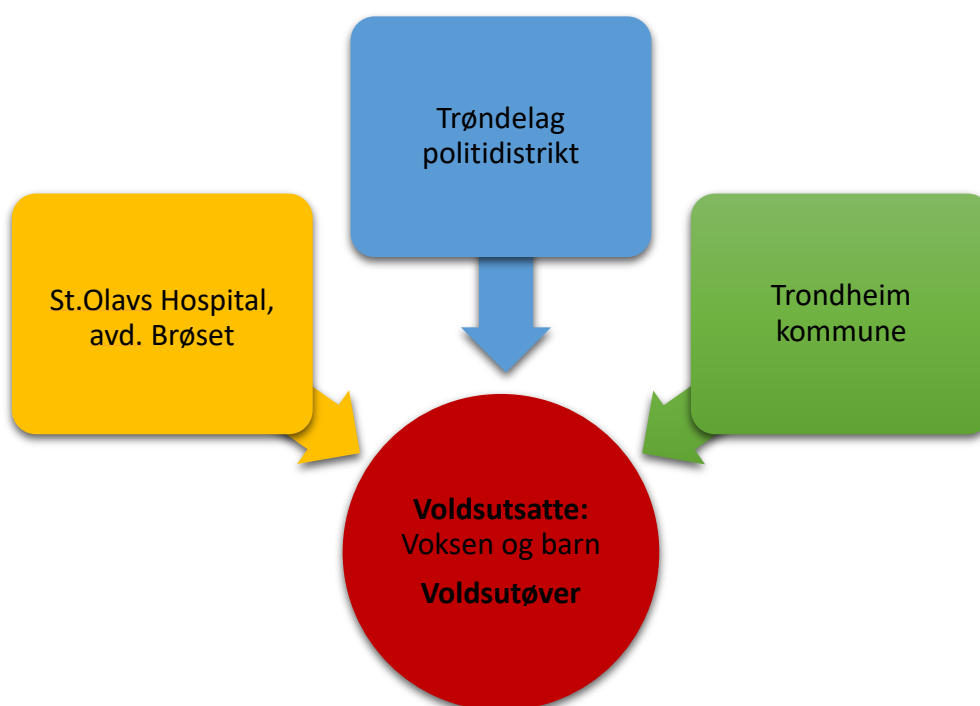 Trøndelag
politidistrikt
St.Olavs Hospital,
avd. Brøset
Trondheim
kommune
Voldsutsatte:
Voksen og barn
Voldsutøver